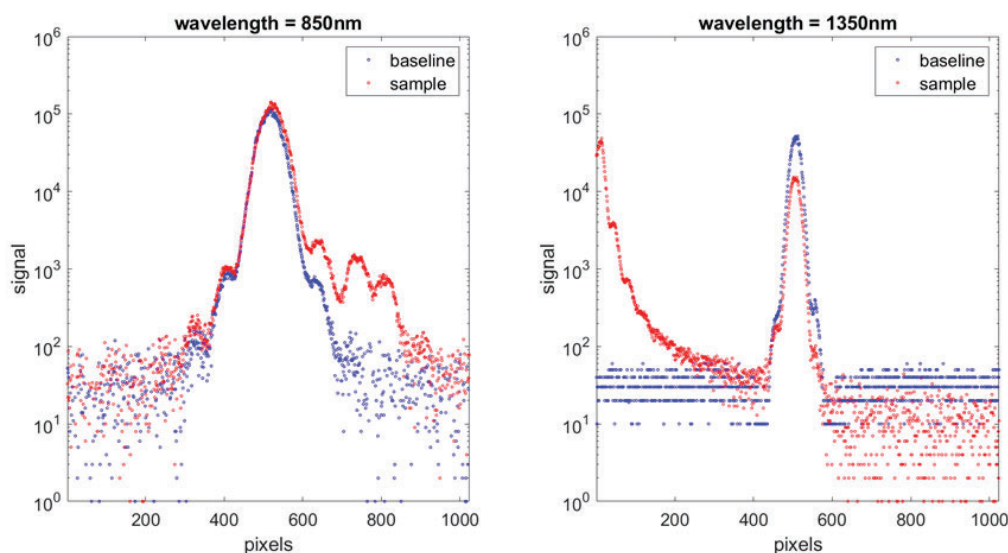 wavelength = 850nm
10^6
10^5
10^4
10^3
10^2
10^1
10^0
signal
baseline
sample
200 400 600 800 1000
pixels
wavelength = 1350nm
10^6
10^5
10^4
10^3
10^2
10^1
10^0
signal
baseline
sample
200 400 600 800 1000
pixels